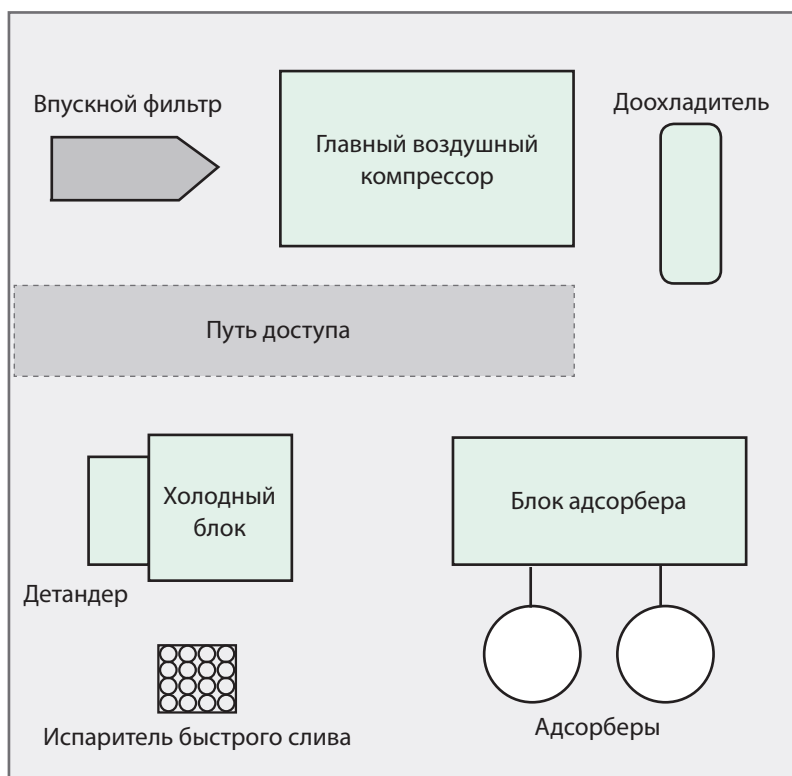 Впускной фильтр
Главный воздушный
компрессор
Доохладитель
Путь доступа
Холодный
блок
Блок адсорбера
Детандер
Испаритель быстрого слива
Адсорберы